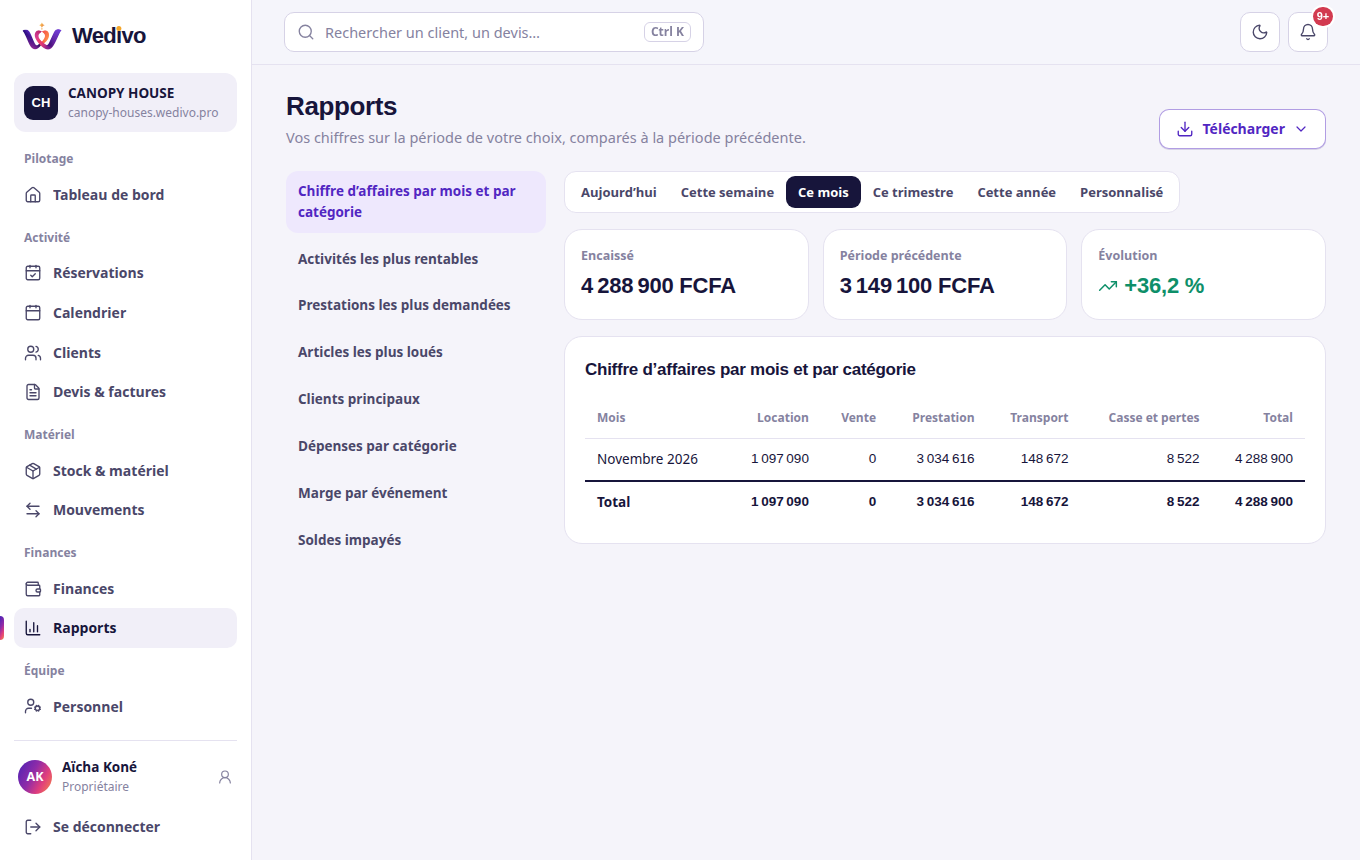 Wedivo
CH
CANOPY HOUSE
canopy-houses.wedivo.pro
Pilotage
Tableau de bord
Activité
Réservations
Calendrier
Clients
Devis & factures
Matériel
Stock & matériel
Mouvements
Finances
Finances
Rapports
Équipe
Personnel
AK
Aïcha Koné
Propriétaire
Se déconnecter
Rechercher un client, un devis…
Ctrl K
9+
Rapports
Vos chiffres sur la période de votre choix, comparés à la période précédente.
Télécharger
Chiffre d’affaires par mois et par
catégorie
Activités les plus rentables
Prestations les plus demandées
Articles les plus loués
Clients principaux
Dépenses par catégorie
Marge par événement
Soldes impayés
Aujourd’hui Cette semaine Ce mois Ce trimestre Cette année Personnalisé
Encaissé
4 288 900 FCFA
Période précédente
3 149 100 FCFA
Évolution
+36,2 %
Chiffre d’affaires par mois et par catégorie
Mois Location Vente Prestation Transport Casse et pertes Total
Novembre 2026 1 097 090 0 3 034 616 148 672 8 522 4 288 900
Total 1 097 090 0 3 034 616 148 672 8 522 4 288 900